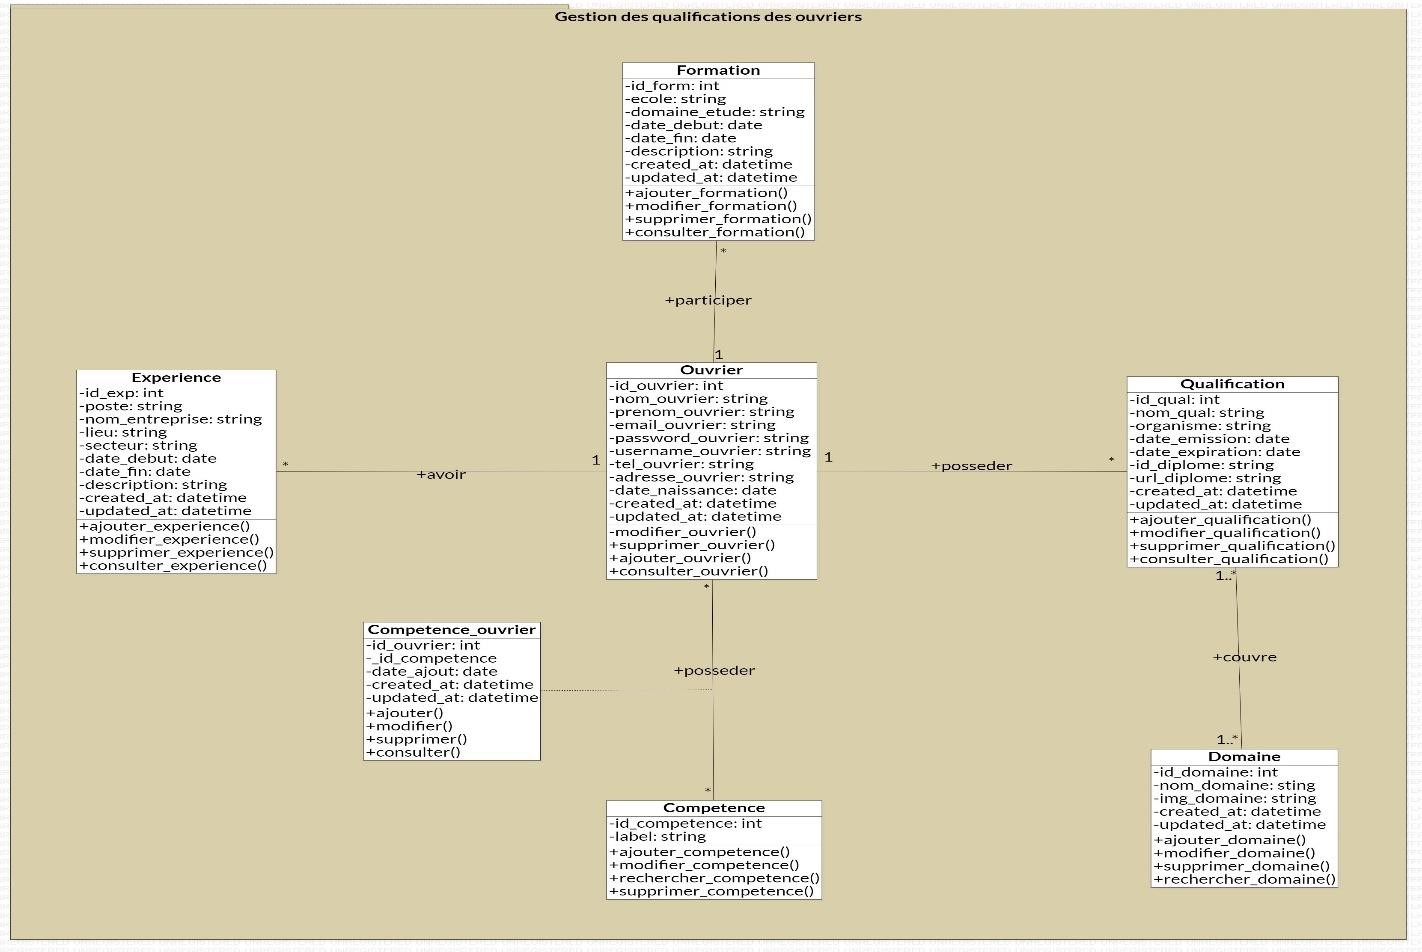 Gestion des qualifications des ouvriers
Formation
-id_form: int
-ecole: string
-domaine_etude: string
-date_debut: date
-date_fin: date
-description: string
-created_at: datetime
-updated_at: datetime
+ajouter_formation()
+modifier_formation()
+supprimer_formation()
+consulter_formation()
*
+participer
1
Experience
-id_exp: int
-poste: string
-nom_entreprise: string
-lieu: string
-secteur: string
-date_debut: date
-date_fin: date
-description: string
-created_at: datetime
-updated_at: datetime
+ajouter_experience()
+modifier_experience()
+supprimer_experience()
+consulter_experience()
*
+avoir
1
Ouvrier
-id_ouvrier: int
-nom_ouvrier: string
-prenom_ouvrier: string
-email_ouvrier: string
-password_ouvrier: string
-username_ouvrier: string
-tel_ouvrier: string
-adresse_ouvrier: string
-date_naissance: date
-created_at: datetime
-updated_at: datetime
-modifier_ouvrier()
+supprimer_ouvrier()
+ajouter_ouvrier()
+consulter_ouvrier()
1
+posseder
*
Qualification
-id_qual: int
-nom_qual: string
-organisme: string
-date_emission: date
-date_expiration: date
-id_diplome: string
-url_diplome: string
-created_at: datetime
-updated_at: datetime
+ajouter_qualification()
+modifier_qualification()
+supprimer_qualification()
+consulter_qualification()
1..*
+couvre
1..*
*
+posseder
*
Competence_ouvrier
-id_ouvrier: int
-_id_competence
-date_ajout: date
-created_at: datetime
-updated_at: datetime
+ajouter()
+modifier()
+supprimer()
+consulter()
Competence
-id_competence: int
-label: string
+ajouter_competence()
+modifier_competence()
+rechercher_competence()
+supprimer_competence()
Domaine
-id_domaine: int
-nom_domaine: sting
-img_domaine: string
-created_at: datetime
-updated_at: datetime
+ajouter_domaine()
+modifier_domaine()
+supprimer_domaine()
+rechercher_domaine()